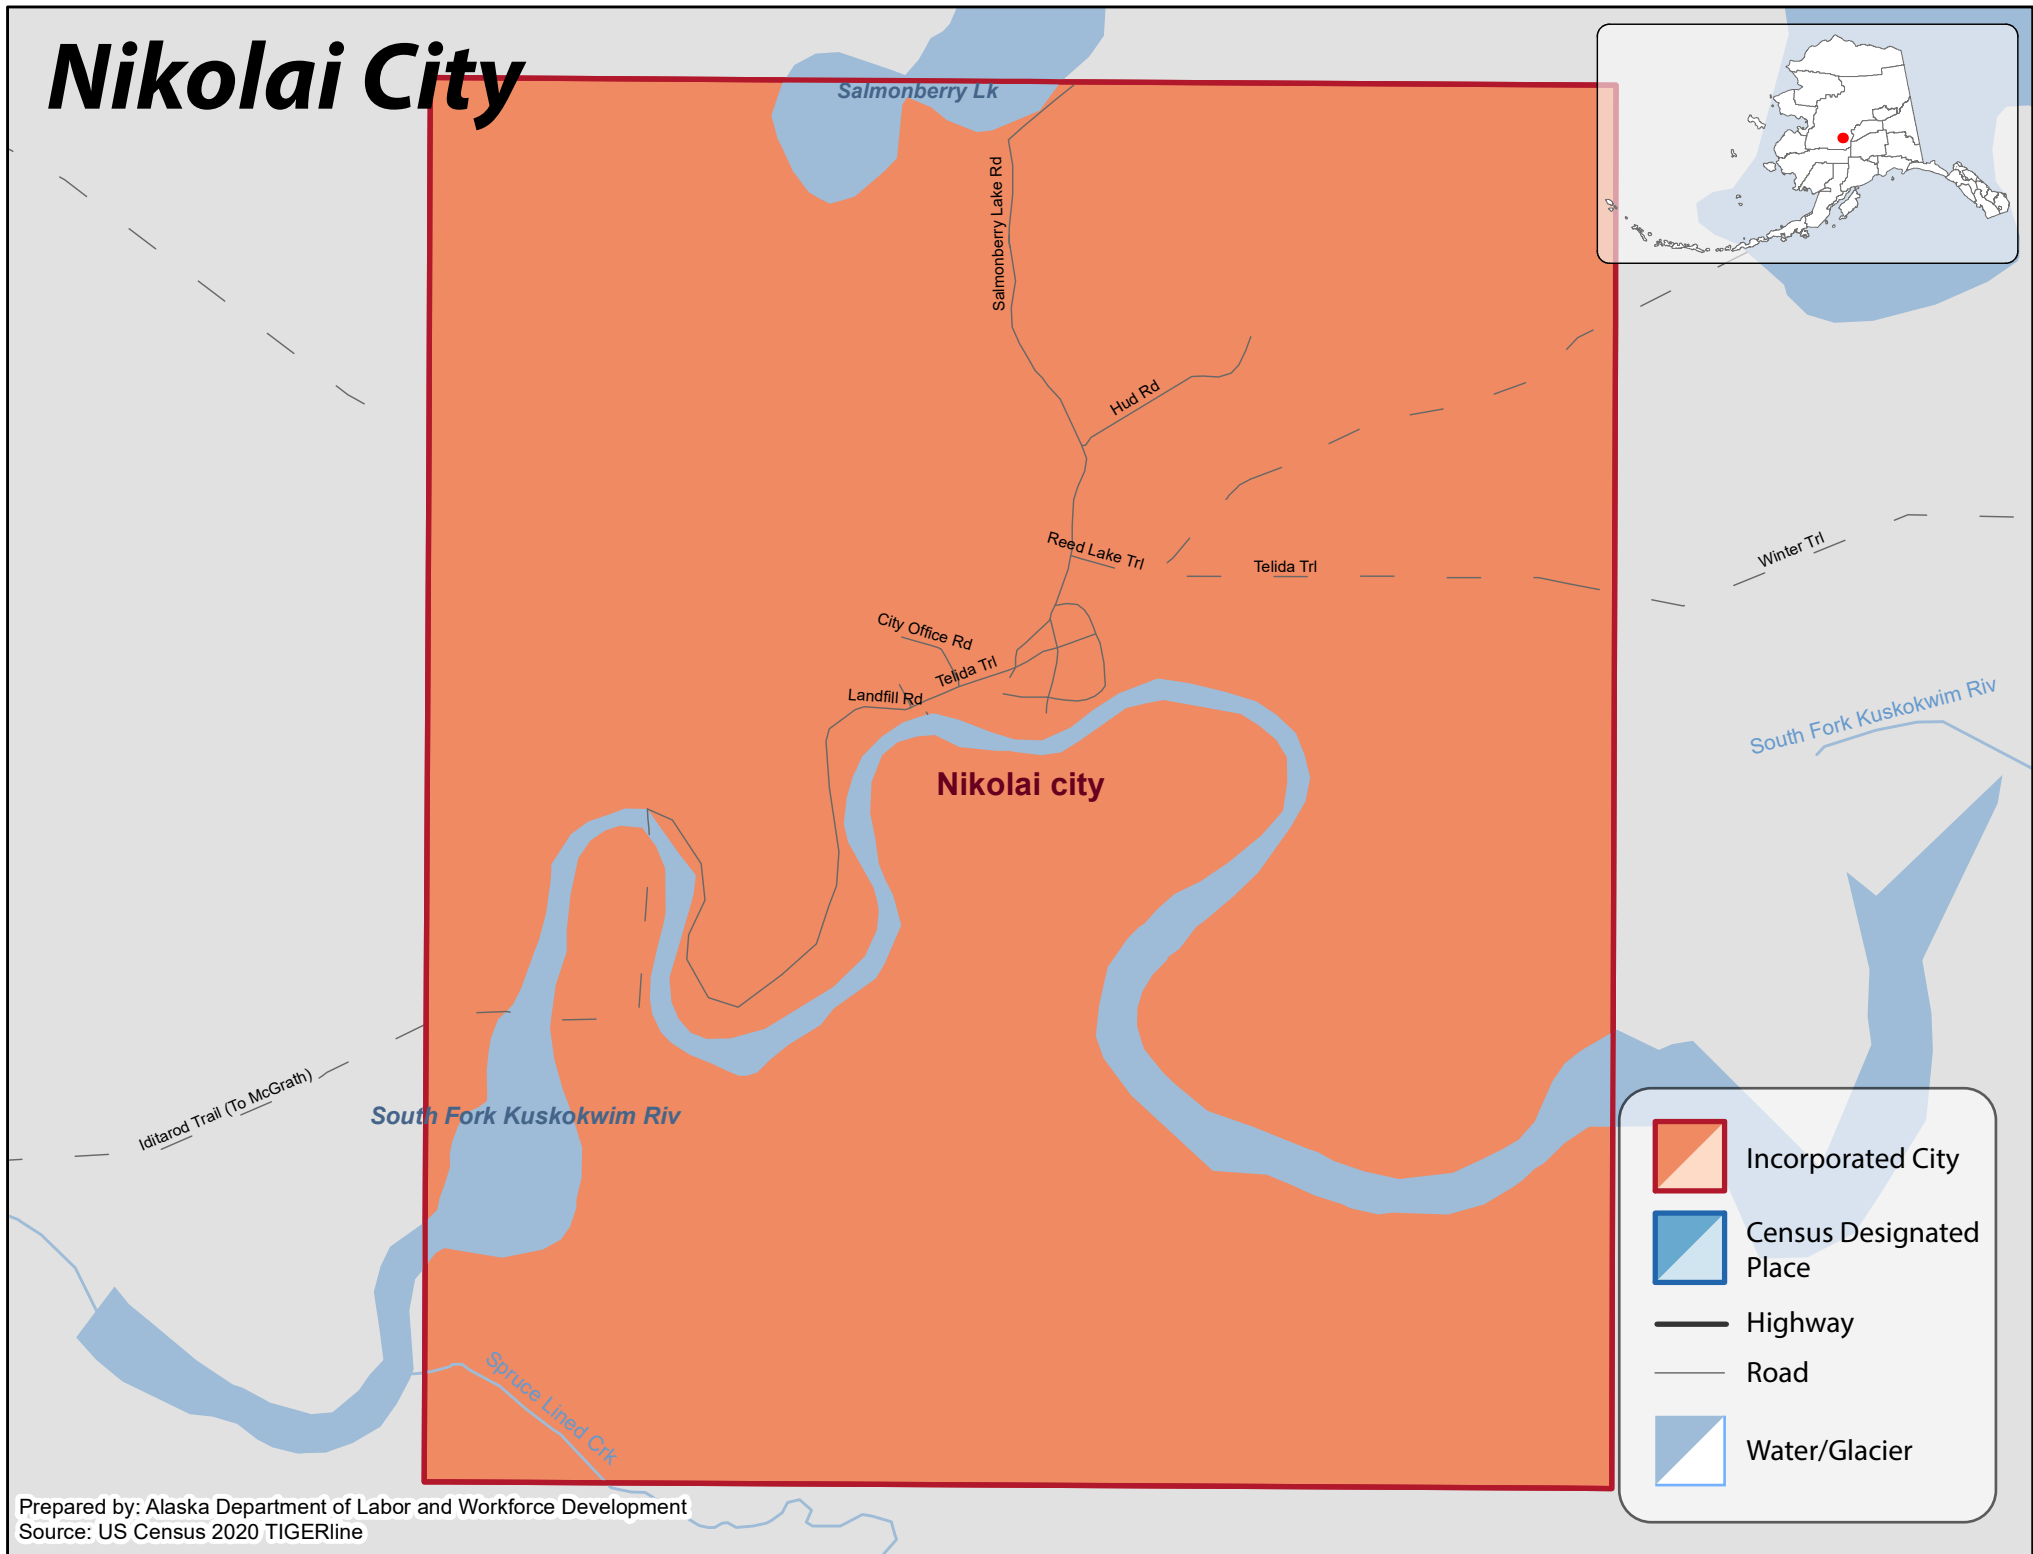 Nikolai City
Salmonberry Lk
Salmonberry Lake Rd
Hud Rd
Reed Lake Trl
Telida Trl
Winter Trl
City Office Rd
Telida Trl
Landfill Rd
South Fork Kuskokwim Riv
Nikolai city
Iditarod Trail (To McGrath)
South Fork Kuskokwim Riv
Spruce Lined Crk
Incorporated City
Census Designated
Place
Highway
Road
Water/Glacier
Prepared by: Alaska Department of Labor and Workforce Development
Source: US Census 2020 TIGERline